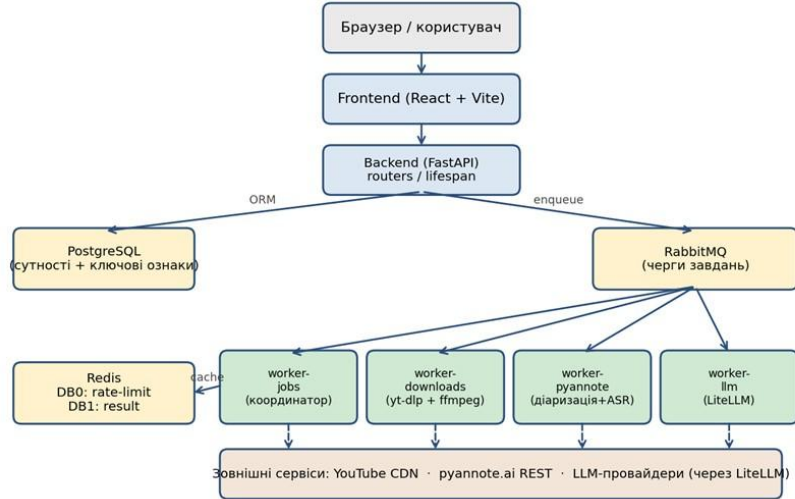 Браузер / користувач
Frontend (React + Vite)
Backend (FastAPI)
routers / lifespan
ORM
enqueue
PostgreSQL
(сутності + ключові ознаки)
RabbitMQ
(черги завдань)
Redis
DB0: rate-limit
DB1: result
cache
worker-
jobs
(координатор)
worker-
downloads
(yt-dlp + ffmpeg)
worker-
pyannote
(діаризація+ASR)
worker-
llm
(LiteLLM)
Зовнішні сервіси: YouTube CDN · pyannote.ai REST · LLM-провайдери (через LiteLLM)